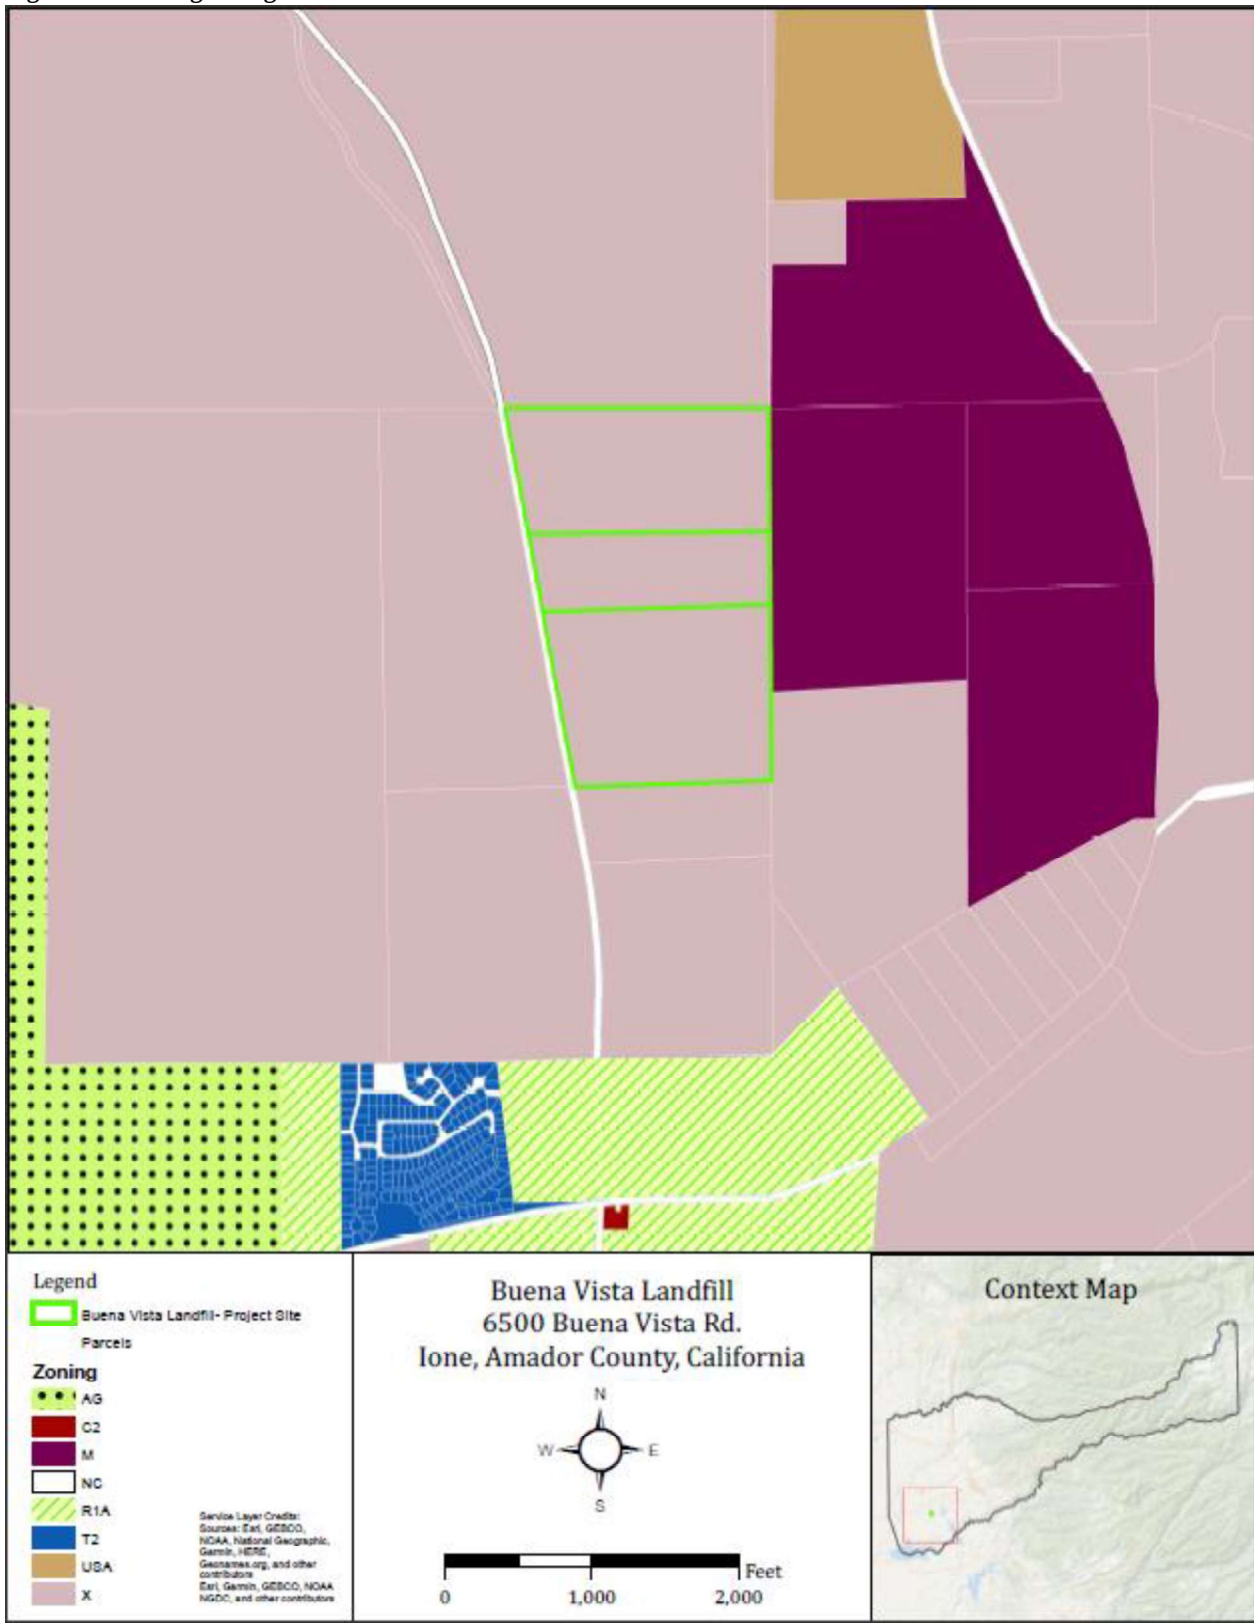 Legend
Buena Vista Landfill- Project Site
Parcels
Zoning
AG
C2
M
NC
R1A
T2
USA
X
Service Layer Credits:
Sources: Esri, GEBCO,
NOAA, National Geographic,
Garmin, HERE,
Geonames.org, and other
contributors
Esri, Garmin, GEBCO, NOAA
NGDC, and other contributors
Buena Vista Landfill
6500 Buena Vista Rd.
Ione, Amador County, California
N
W E
S
Feet
0 1,000 2,000
Context Map